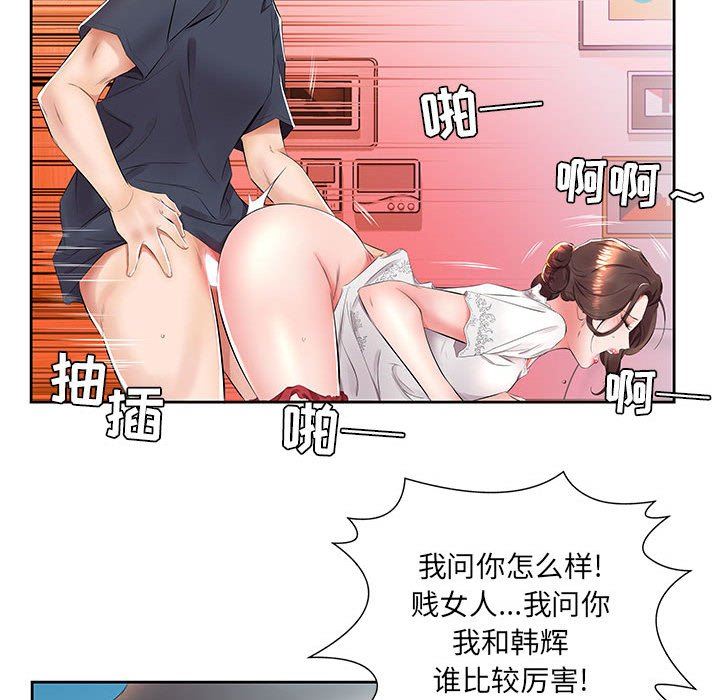 啪—
啊啊~
啊—
抽插
啪—
我问你怎么样!
贱女人...我问你
我和韩辉
谁比较厉害!